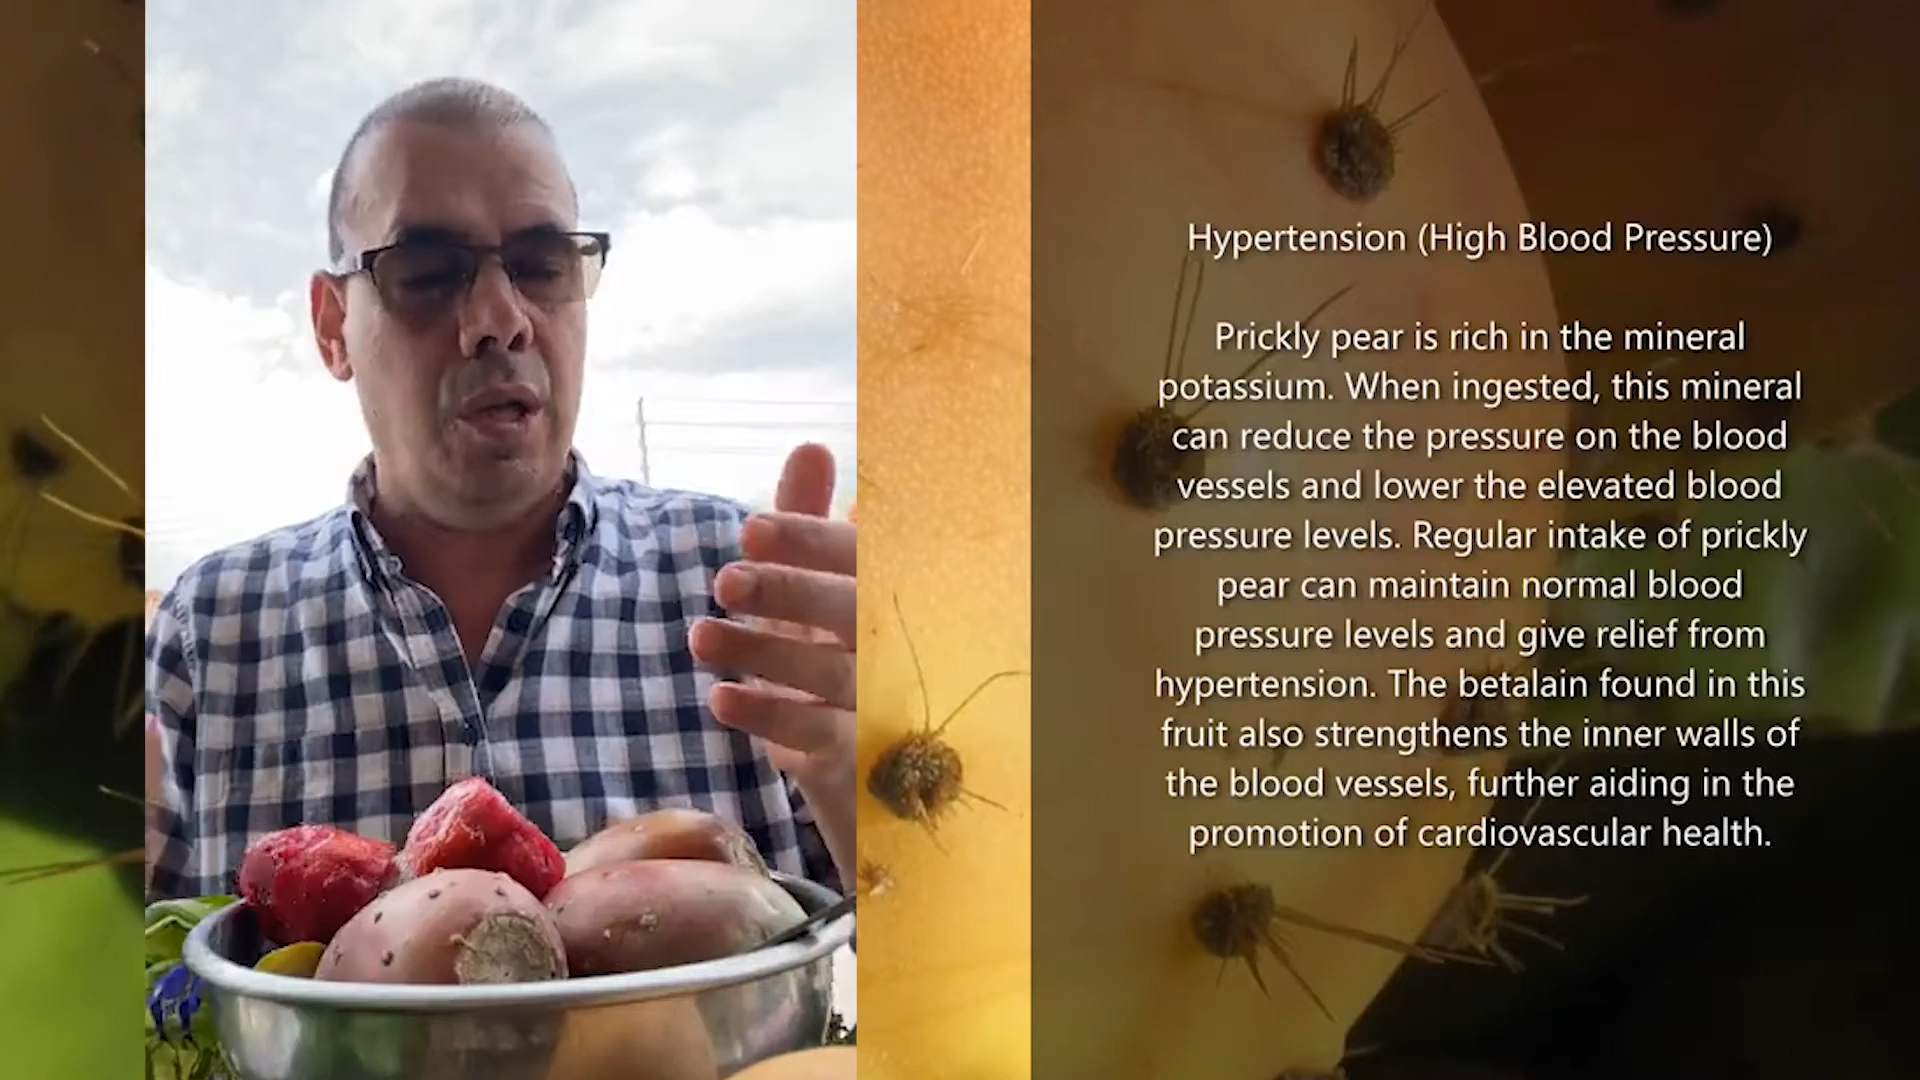 Hypertension (High Blood Pressure)
Prickly pear is rich in the mineral
potassium. When ingested, this mineral
can reduce the pressure on the blood
vessels and lower the elevated blood
pressure levels. Regular intake of prickly
pear can maintain normal blood
pressure levels and give relief from
hypertension. The betalain found in this
fruit also strengthens the inner walls of
the blood vessels, further aiding in the
promotion of cardiovascular health.